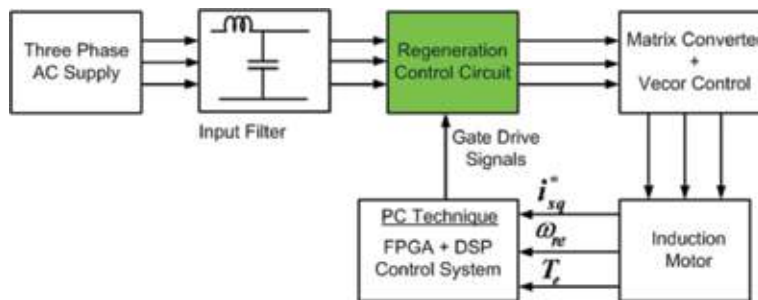 Three Phase
AC Supply
Input Filter
Regeneration
Control Circuit
Matrix Converter
+
Vecor Control
Gate Drive
Signals
PC Technique
FPGA + DSP
Control System
i*sq
ωre
Te
Induction
Motor